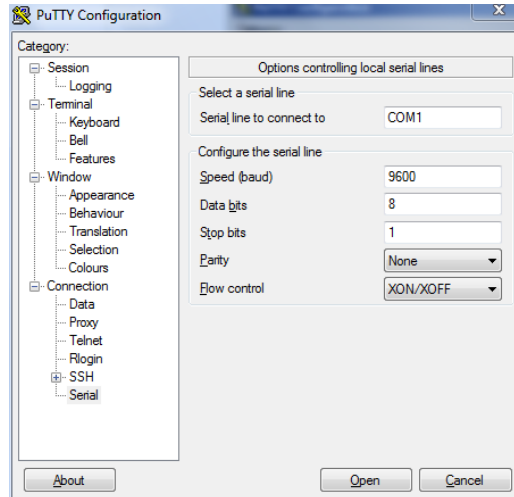 PuTTY Configuration
X
Category:
Session
Logging
Terminal
Keyboard
Bell
Features
Window
Appearance
Behaviour
Translation
Selection
Colours
Connection
Data
Proxy
Telnet
Rlogin
SSH
Serial
Options controlling local serial lines
Select a serial line
Serial line to connect to COM1
Configure the serial line
Speed (baud) 9600
Data bits 8
Stop bits 1
Parity None
Flow control XON/XOFF
About Open Cancel